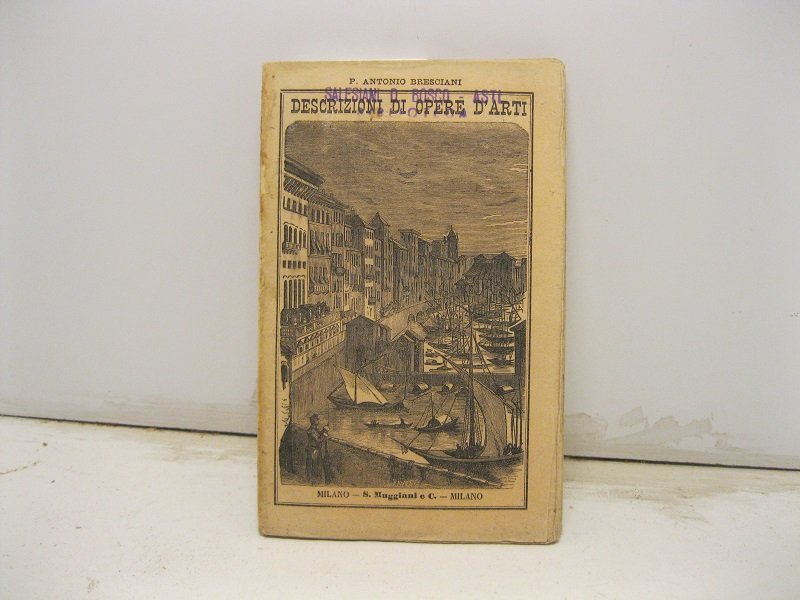 P. ANTONIO BRESCIANI
SALESIANI D. BOSCO - ASTI
DESCRIZIONI DI OPERE D'ARTI
MILANO — S. Muggiani e C. — MILANO